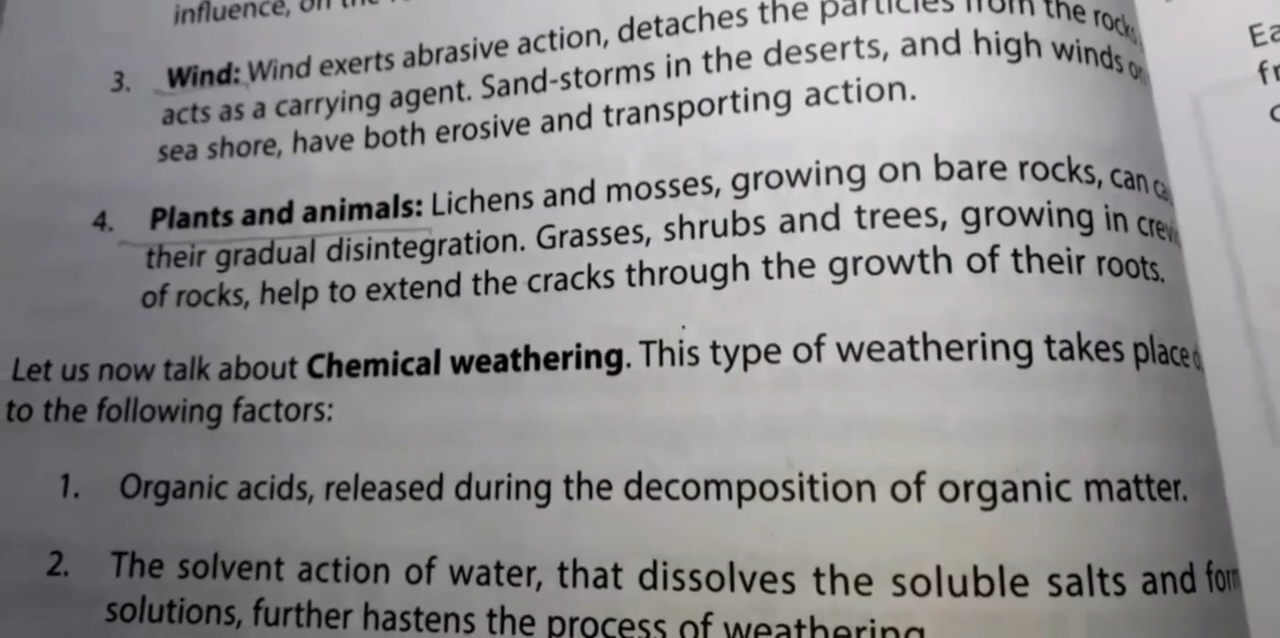 influence, on
3. Wind: Wind exerts abrasive action, detaches the particles from the rocks
acts as a carrying agent. Sand-storms in the deserts, and high winds on
sea shore, have both erosive and transporting action.
4. Plants and animals: Lichens and mosses, growing on bare rocks, can
their gradual disintegration. Grasses, shrubs and trees, growing in
of rocks, help to extend the cracks through the growth of their roots.
Let us now talk about Chemical weathering. This type of weathering takes place
to the following factors:
1. Organic acids, released during the decomposition of organic matter.
2. The solvent action of water, that dissolves the soluble salts and form
solutions, further hastens the process of weathering
Ea
fr